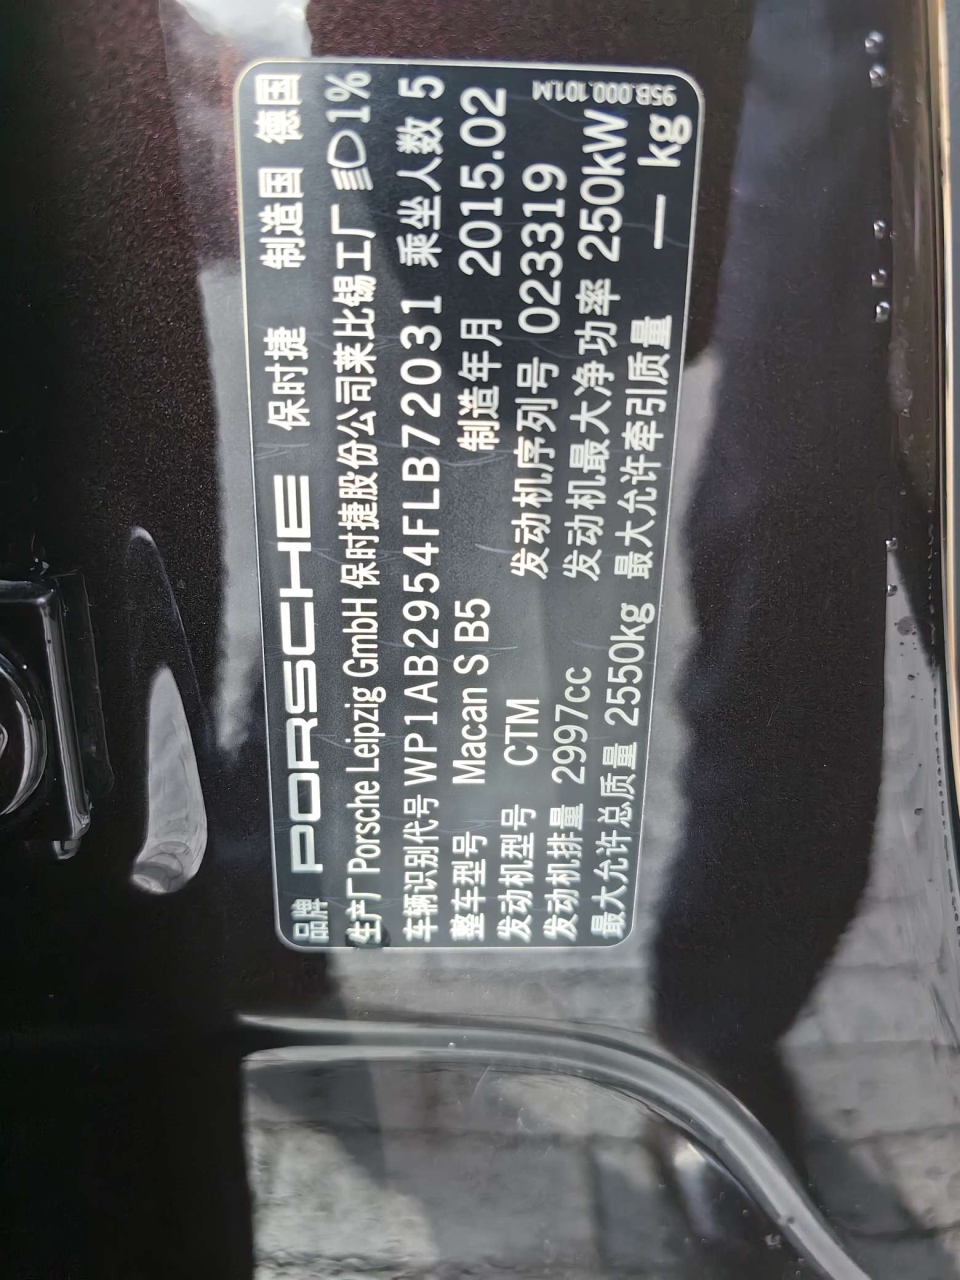 品牌 PORSCHE 保时捷 制造国 德国
生产厂 Porsche Leipzig GmbH 保时捷股份公司莱比锡工厂 1%
车辆识别代号 WP1AB2954FLB72031 乘坐人数 5
整车型号 Macan S B5 制造年月 2015.02
发动机型号 CTM 发动机序列号 023319
发动机排量 2997cc 发动机最大净功率 250kW
最大允许总质量 2550kg 最大允许牵引质量 — kg
95B.000.101.M